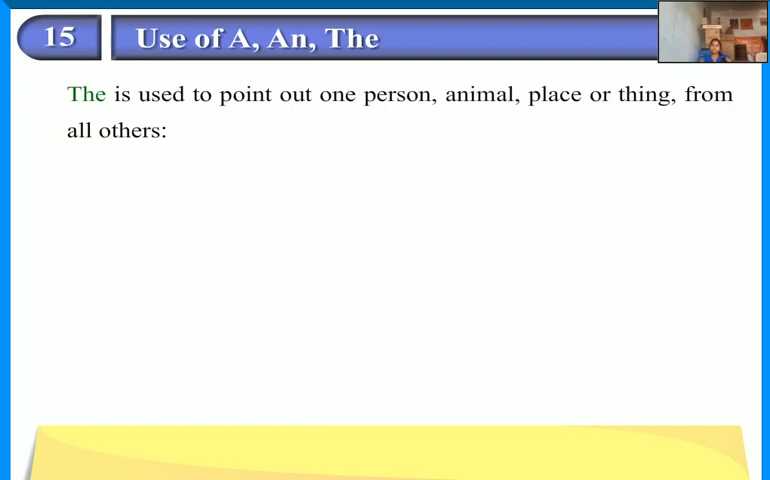 15
Use of A, An, The
The is used to point out one person, animal, place or thing, from
all others: